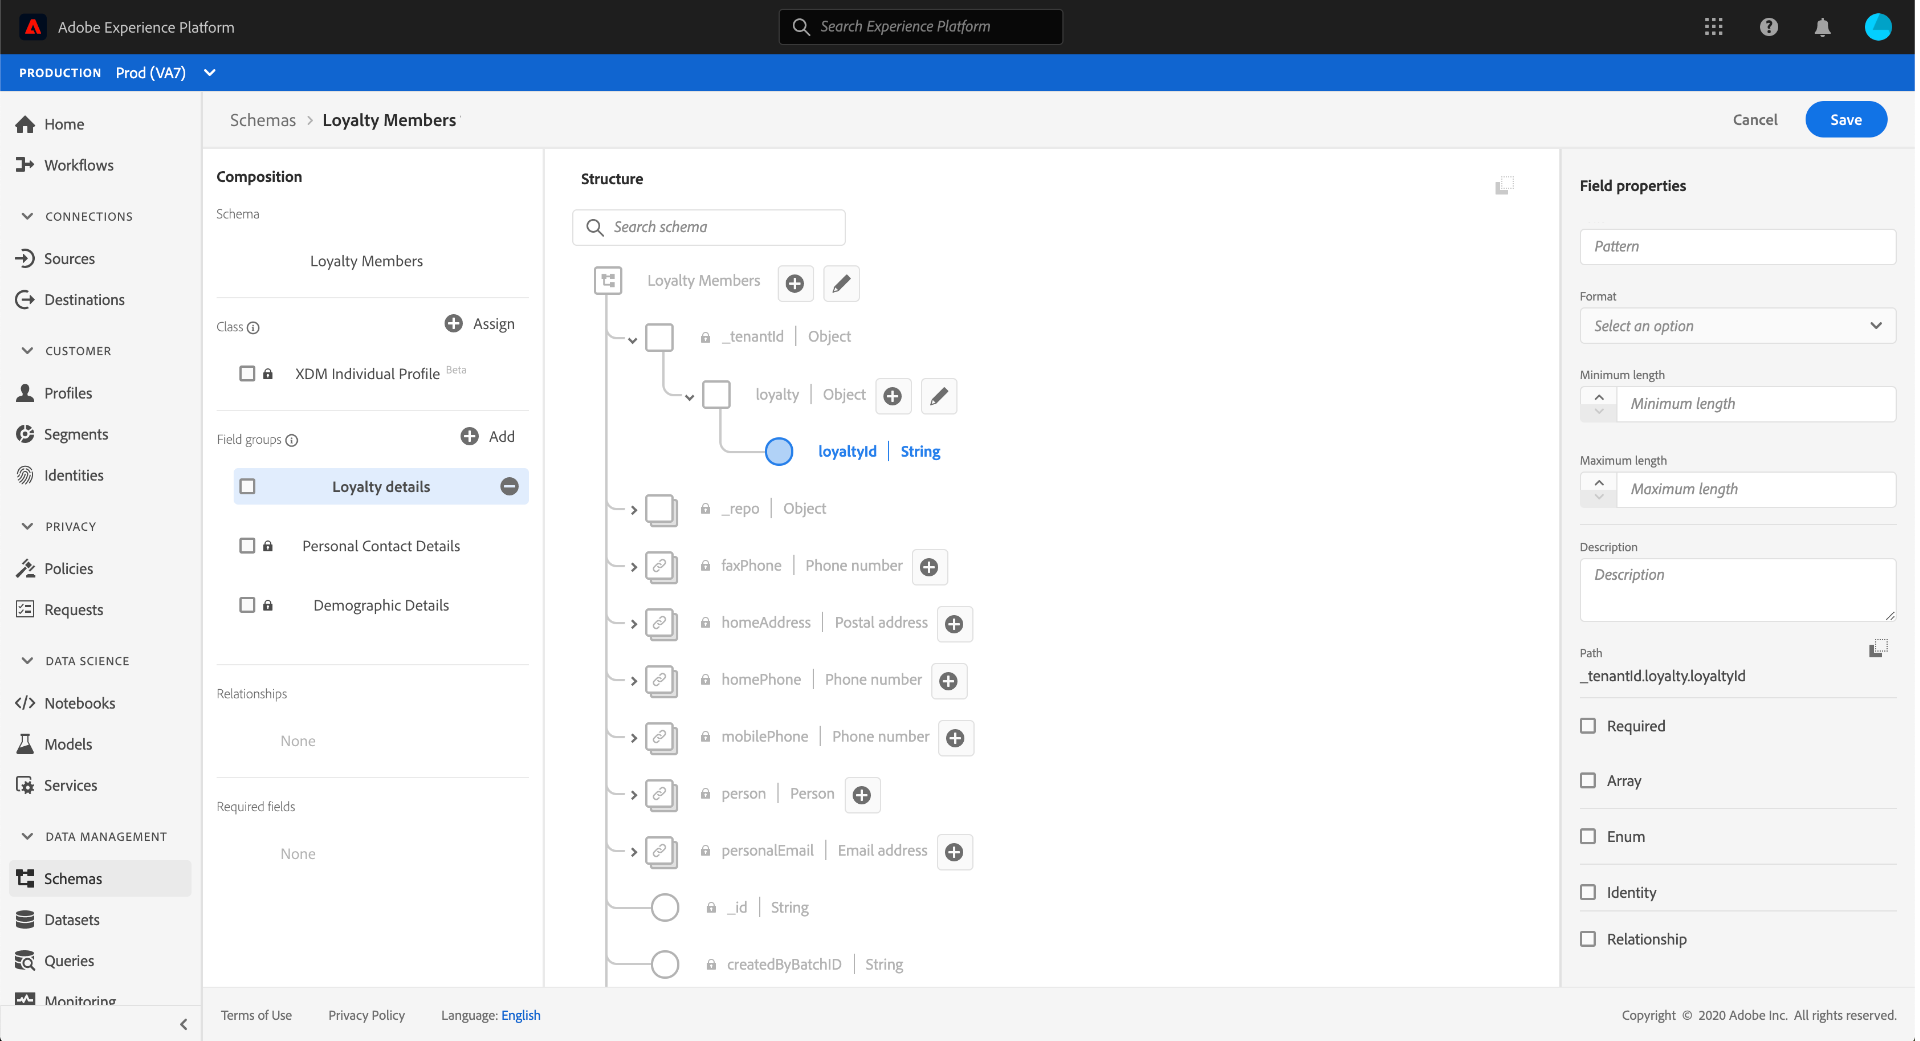 Adobe Experience Platform
Search Experience Platform
PRODUCTION Prod (VA7)
Home
Workflows
CONNECTIONS
Sources
Destinations
CUSTOMER
Profiles
Segments
Identities
PRIVACY
Policies
Requests
DATA SCIENCE
Notebooks
Models
Services
DATA MANAGEMENT
Schemas
Datasets
Queries
Monitoring
Schemas > Loyalty Members
Cancel
Save
Composition
Schema
Loyalty Members
Class
Assign
XDM Individual Profile Beta
Field groups
Add
Loyalty details
Personal Contact Details
Demographic Details
Relationships
None
Required fields
None
Structure
Search schema
Loyalty Members
_tenantId | Object
loyalty | Object
loyaltyId | String
_repo | Object
faxPhone | Phone number
homeAddress | Postal address
homePhone | Phone number
mobilePhone | Phone number
person | Person
personalEmail | Email address
_id | String
createdByBatchID | String
Field properties
Pattern
Format
Select an option
Minimum length
Minimum length
Maximum length
Maximum length
Description
Description
Path
_tenantId.loyalty.loyaltyId
Required
Array
Enum
Identity
Relationship
Terms of Use
Privacy Policy
Language: English
Copyright © 2020 Adobe Inc. All rights reserved.